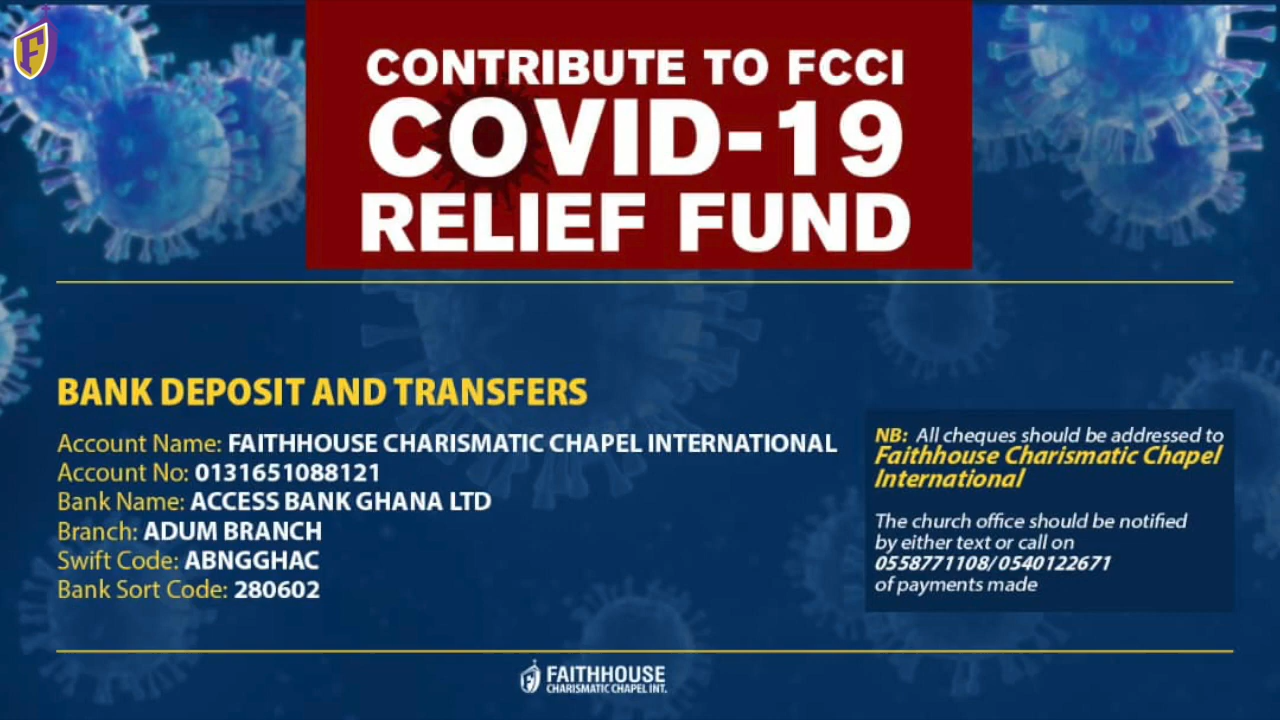 F
CONTRIBUTE TO FCCI
COVID-19
RELIEF FUND
BANK DEPOSIT AND TRANSFERS
Account Name: FAITHHOUSE CHARISMATIC CHAPEL INTERNATIONAL
Account No: 0131651088121
Bank Name: ACCESS BANK GHANA LTD
Branch: ADUM BRANCH
Swift Code: ABNGGHAC
Bank Sort Code: 280602
NB: All cheques should be addressed to
Faithhouse Charismatic Chapel
International
The church office should be notified
by either text or call on
0558771108/0540122671
of payments made
F FAITHHOUSE
CHARISMATIC CHAPEL INT.